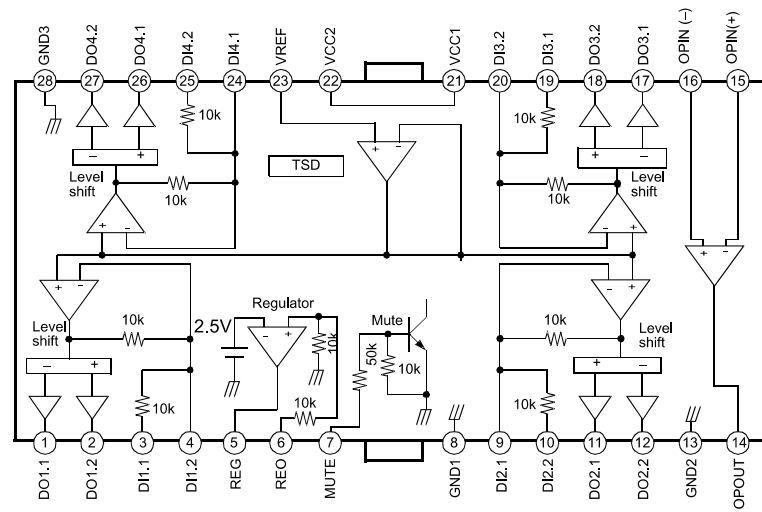 GND3 DO4.2 DO4.1 DI4.2 DI4.1 VREF VCC2 VCC1 DI3.2 DI3.1 DO3.2 DO3.1 OPIN (−) OPIN(+)
28 27 26 25 24 23 22 21 20 19 18 17 16 15
10k 10k
− + + − + −
Level shift
TSD
Level shift
10k 10k
+ − − +
+ − − +
+ − − +
Regulator
2.5V − +
Mute
Level shift
10k 10k 50k 10k 10k
Level shift
− + + −
10k 10k 10k
1 2 3 4 5 6 7 8 9 10 11 12 13 14
DO1.1 DO1.2 DI1.1 DI1.2 REG REO MUTE GND1 DI2.1 DI2.2 DO2.1 DO2.2 GND2 OPOUT